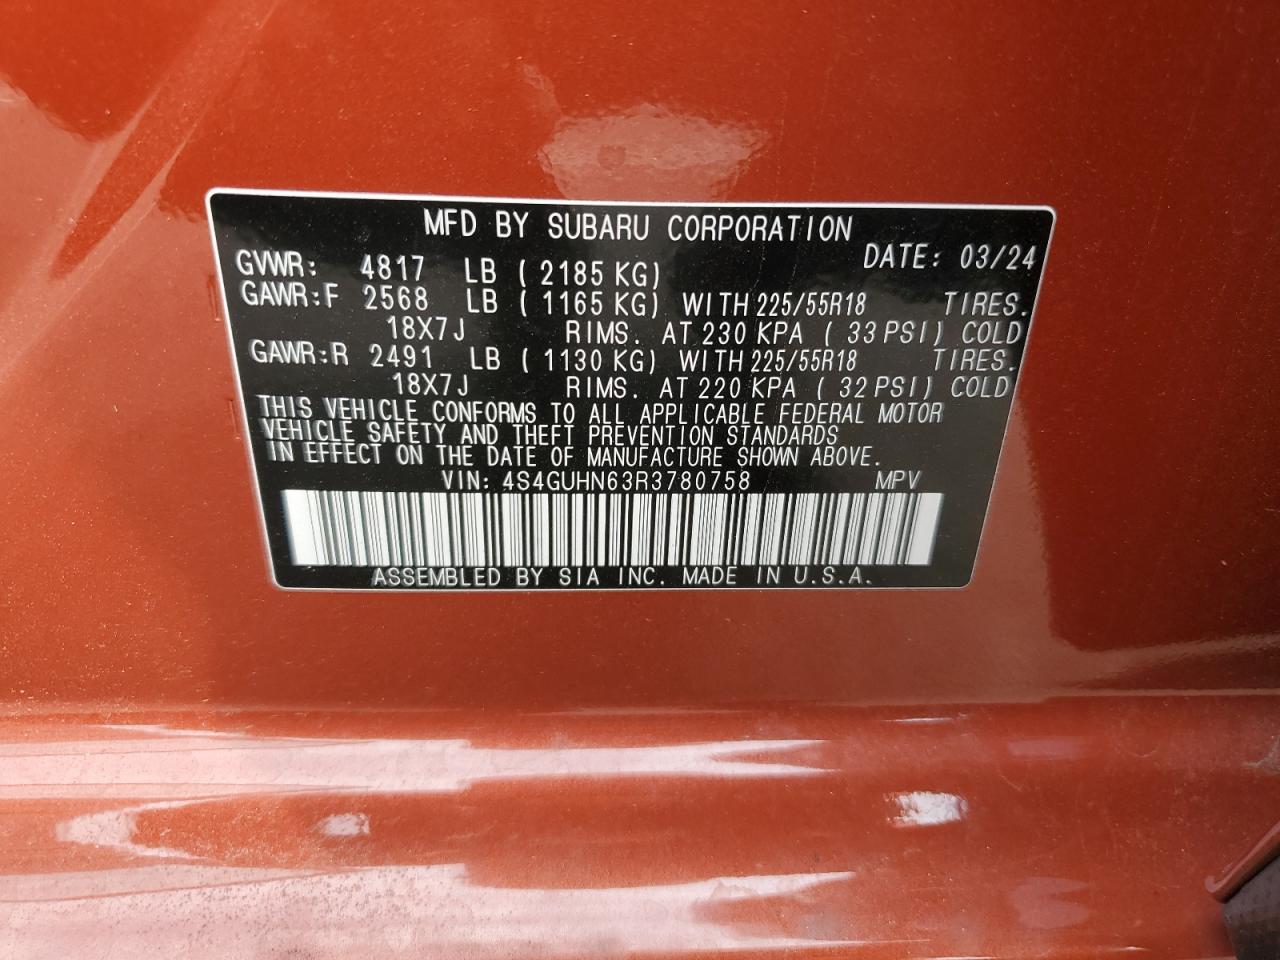 MFD BY SUBARU CORPORATION
DATE: 03/24
GVWR: 4817 LB ( 2185 KG)
GAWR:F 2568 LB ( 1165 KG) WITH 225/55R18 TIRES.
18X7J RIMS. AT 230 KPA ( 33 PSI) COLD
GAWR:R 2491 LB ( 1130 KG) WITH 225/55R18 TIRES.
18X7J RIMS. AT 220 KPA ( 32 PSI) COLD
THIS VEHICLE CONFORMS TO ALL APPLICABLE FEDERAL MOTOR
VEHICLE SAFETY AND THEFT PREVENTION STANDARDS
IN EFFECT ON THE DATE OF MANUFACTURE SHOWN ABOVE.
VIN: 4S4GUHN63R3780758 MPV
ASSEMBLED BY SIA INC. MADE IN U.S.A.